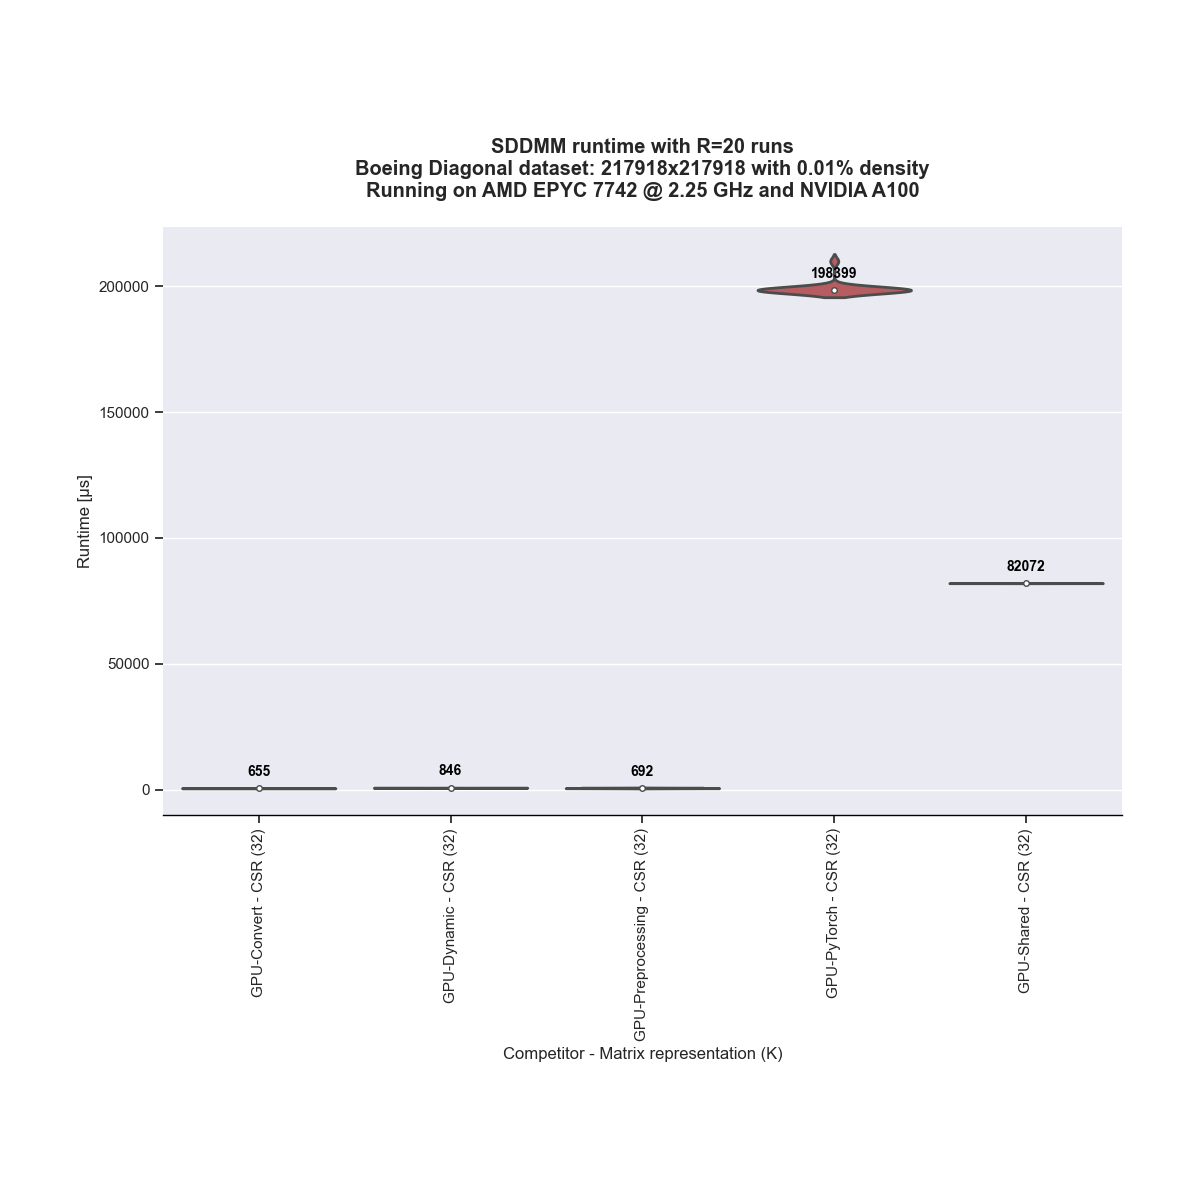 SDDMM runtime with R=20 runs
Boeing Diagonal dataset: 217918x217918 with 0.01% density
Running on AMD EPYC 7742 @ 2.25 GHz and NVIDIA A100
Runtime [µs]
200000
150000
100000
50000
0
655
846
692
198399
82072
GPU-Convert - CSR (32)
GPU-Dynamic - CSR (32)
GPU-Preprocessing - CSR (32)
GPU-PyTorch - CSR (32)
GPU-Shared - CSR (32)
Competitor - Matrix representation (K)